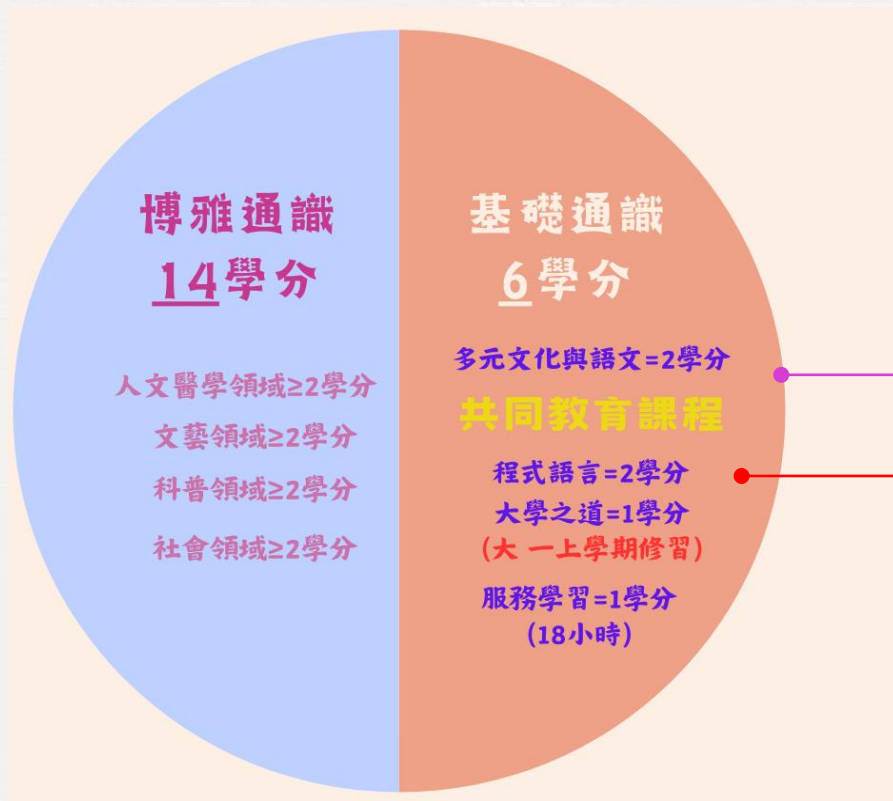 博雅通識
14學分
人文醫學領域≥2學分
文藝領域≥2學分
科普領域≥2學分
社會領域≥2學分
基礎通識
6學分
多元文化與語文=2學分
共同教育課程
程式語言=2學分
大學之道=1學分
(大一上學期修習)
服務學習=1學分
(18小時)